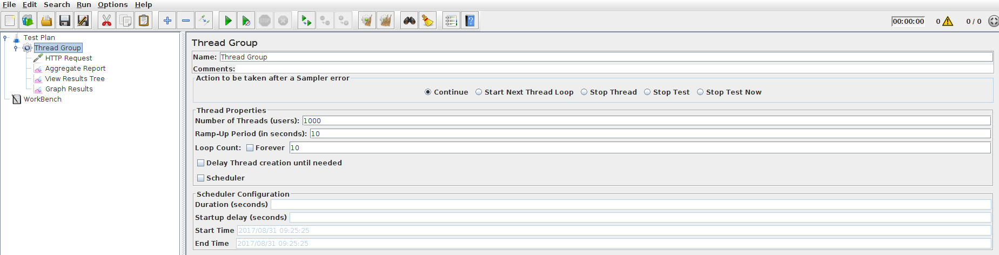 File Edit Search Run Options Help
00:00:00 0 0 / 0
Test Plan
Thread Group
HTTP Request
Aggregate Report
View Results Tree
Graph Results
WorkBench
Thread Group
Name: Thread Group
Comments:
Action to be taken after a Sampler error
Continue Start Next Thread Loop Stop Thread Stop Test Stop Test Now
Thread Properties
Number of Threads (users): 1000
Ramp-Up Period (in seconds): 10
Loop Count: Forever 10
Delay Thread creation until needed
Scheduler
Scheduler Configuration
Duration (seconds)
Startup delay (seconds)
Start Time 2017/08/31 09:25:25
End Time 2017/08/31 09:25:25